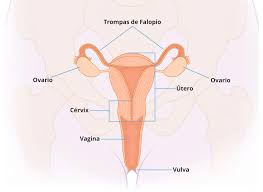 Trompas de Falopio
Ovario
Ovario
Útero
Cérvix
Vagina
Vulva